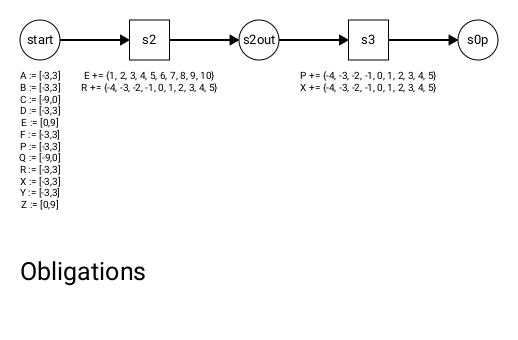 start s2 s2out s3 s0p
A := [-3,3]
B := [-3,3]
C := [-9,0]
D := [-3,3]
E := [0,9]
F := [-3,3]
P := [-3,3]
Q := [-9,0]
R := [-3,3]
X := [-3,3]
Y := [-3,3]
Z := [0,9]
E += {1, 2, 3, 4, 5, 6, 7, 8, 9, 10}
R += {-4, -3, -2, -1, 0, 1, 2, 3, 4, 5}
P += {-4, -3, -2, -1, 0, 1, 2, 3, 4, 5}
X += {-4, -3, -2, -1, 0, 1, 2, 3, 4, 5}
Obligations